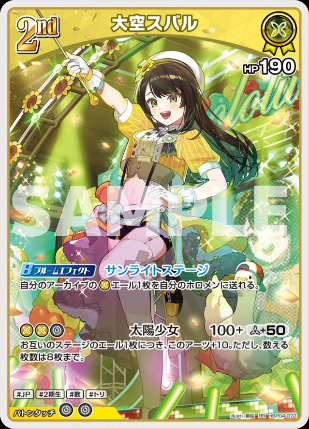 2nd
大空スバル
HP190
SAMPLE
ブルームエフェクト サンライトステージ
自分のアーカイブのエール1枚を自分のホロメンに送れる。
太陽少女 100+ +50
お互いのステージのエール1枚につき、このアーツ+10。ただし、数える
枚数は8枚まで。
#JP #2期生 #歌 #トリ
バトンタッチ